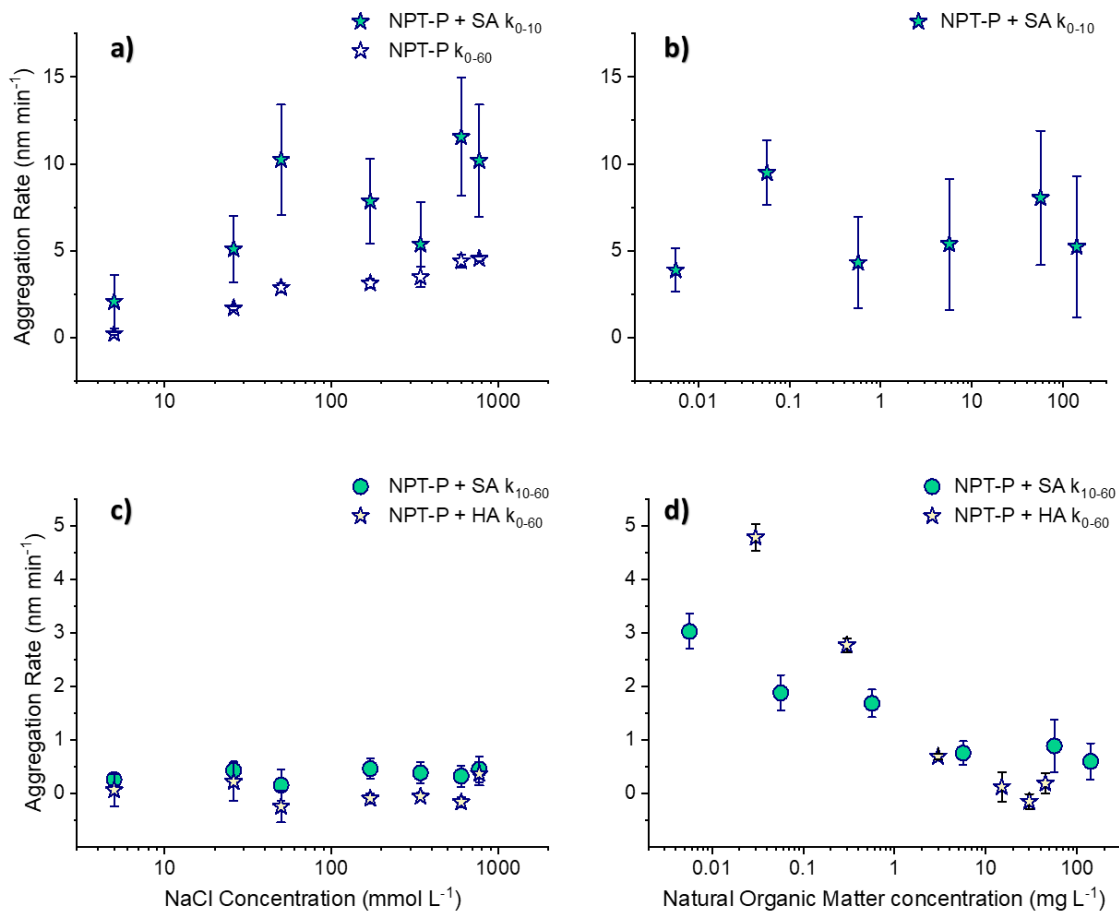 a)
NPT-P + SA k0-10
NPT-P k0-60
Aggregation Rate (nm min-1)
15
10
5
0
10
100
1000
b)
NPT-P + SA k0-10
0.01
0.1
1
10
100
c)
NPT-P + SA k10-60
NPT-P + HA k0-60
Aggregation Rate (nm min-1)
5
4
3
2
1
0
10
100
1000
NaCl Concentration (mmol L-1)
d)
NPT-P + SA k10-60
NPT-P + HA k0-60
5
4
3
2
1
0
0.01
0.1
1
10
100
Natural Organic Matter concentration (mg L-1)